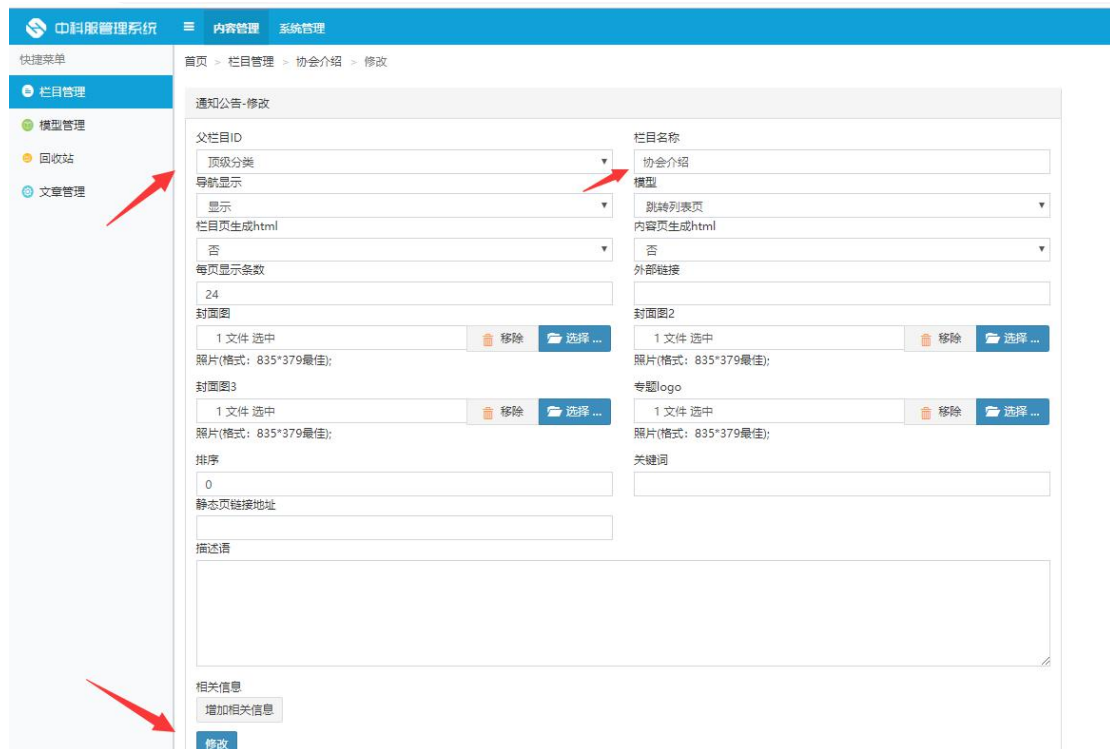 中科服管理系统 内容管理 系统管理
快捷菜单
首页 > 栏目管理 > 协会介绍 > 修改
栏目管理
模型管理
回收站
文章管理
通知公告-修改
父栏目ID 栏目名称
顶级分类 协会介绍
导航显示 模型
显示 跳转列表页
栏目页生成html 内容页生成html
否 否
每页显示条数 外部链接
24
封面图 封面图2
1 文件 选中 移除 选择 ... 1 文件 选中 移除 选择 ...
照片(格式：835*379最佳); 照片(格式：835*379最佳);
封面图3 专题logo
1 文件 选中 移除 选择 ... 1 文件 选中 移除 选择 ...
照片(格式：835*379最佳); 照片(格式：835*379最佳);
排序 关键词
0
静态页链接地址
描述语
相关信息
增加相关信息
修改